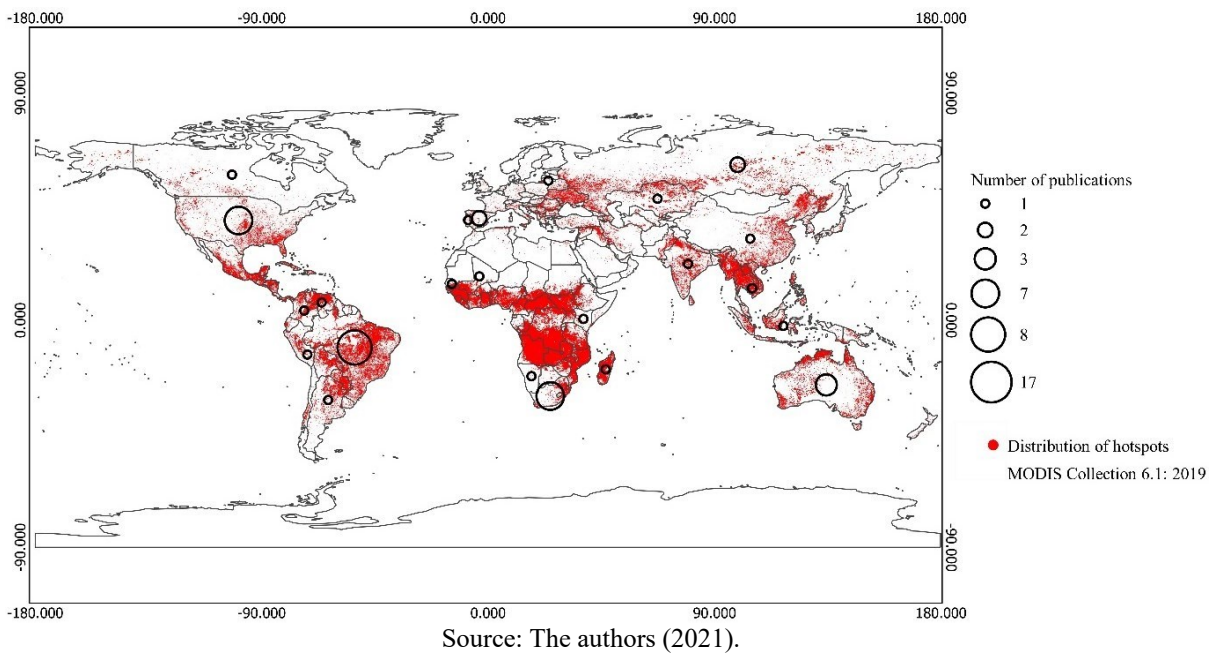 -180.000 -90.000 0.000 90.000 180.000
90.000 90.000
0.000 0.000
-90.000 -90.000
Number of publications
1
2
3
7
8
17
Distribution of hotspots
MODIS Collection 6.1: 2019
-180.000 -90.000 0.000 90.000 180.000
Source: The authors (2021).